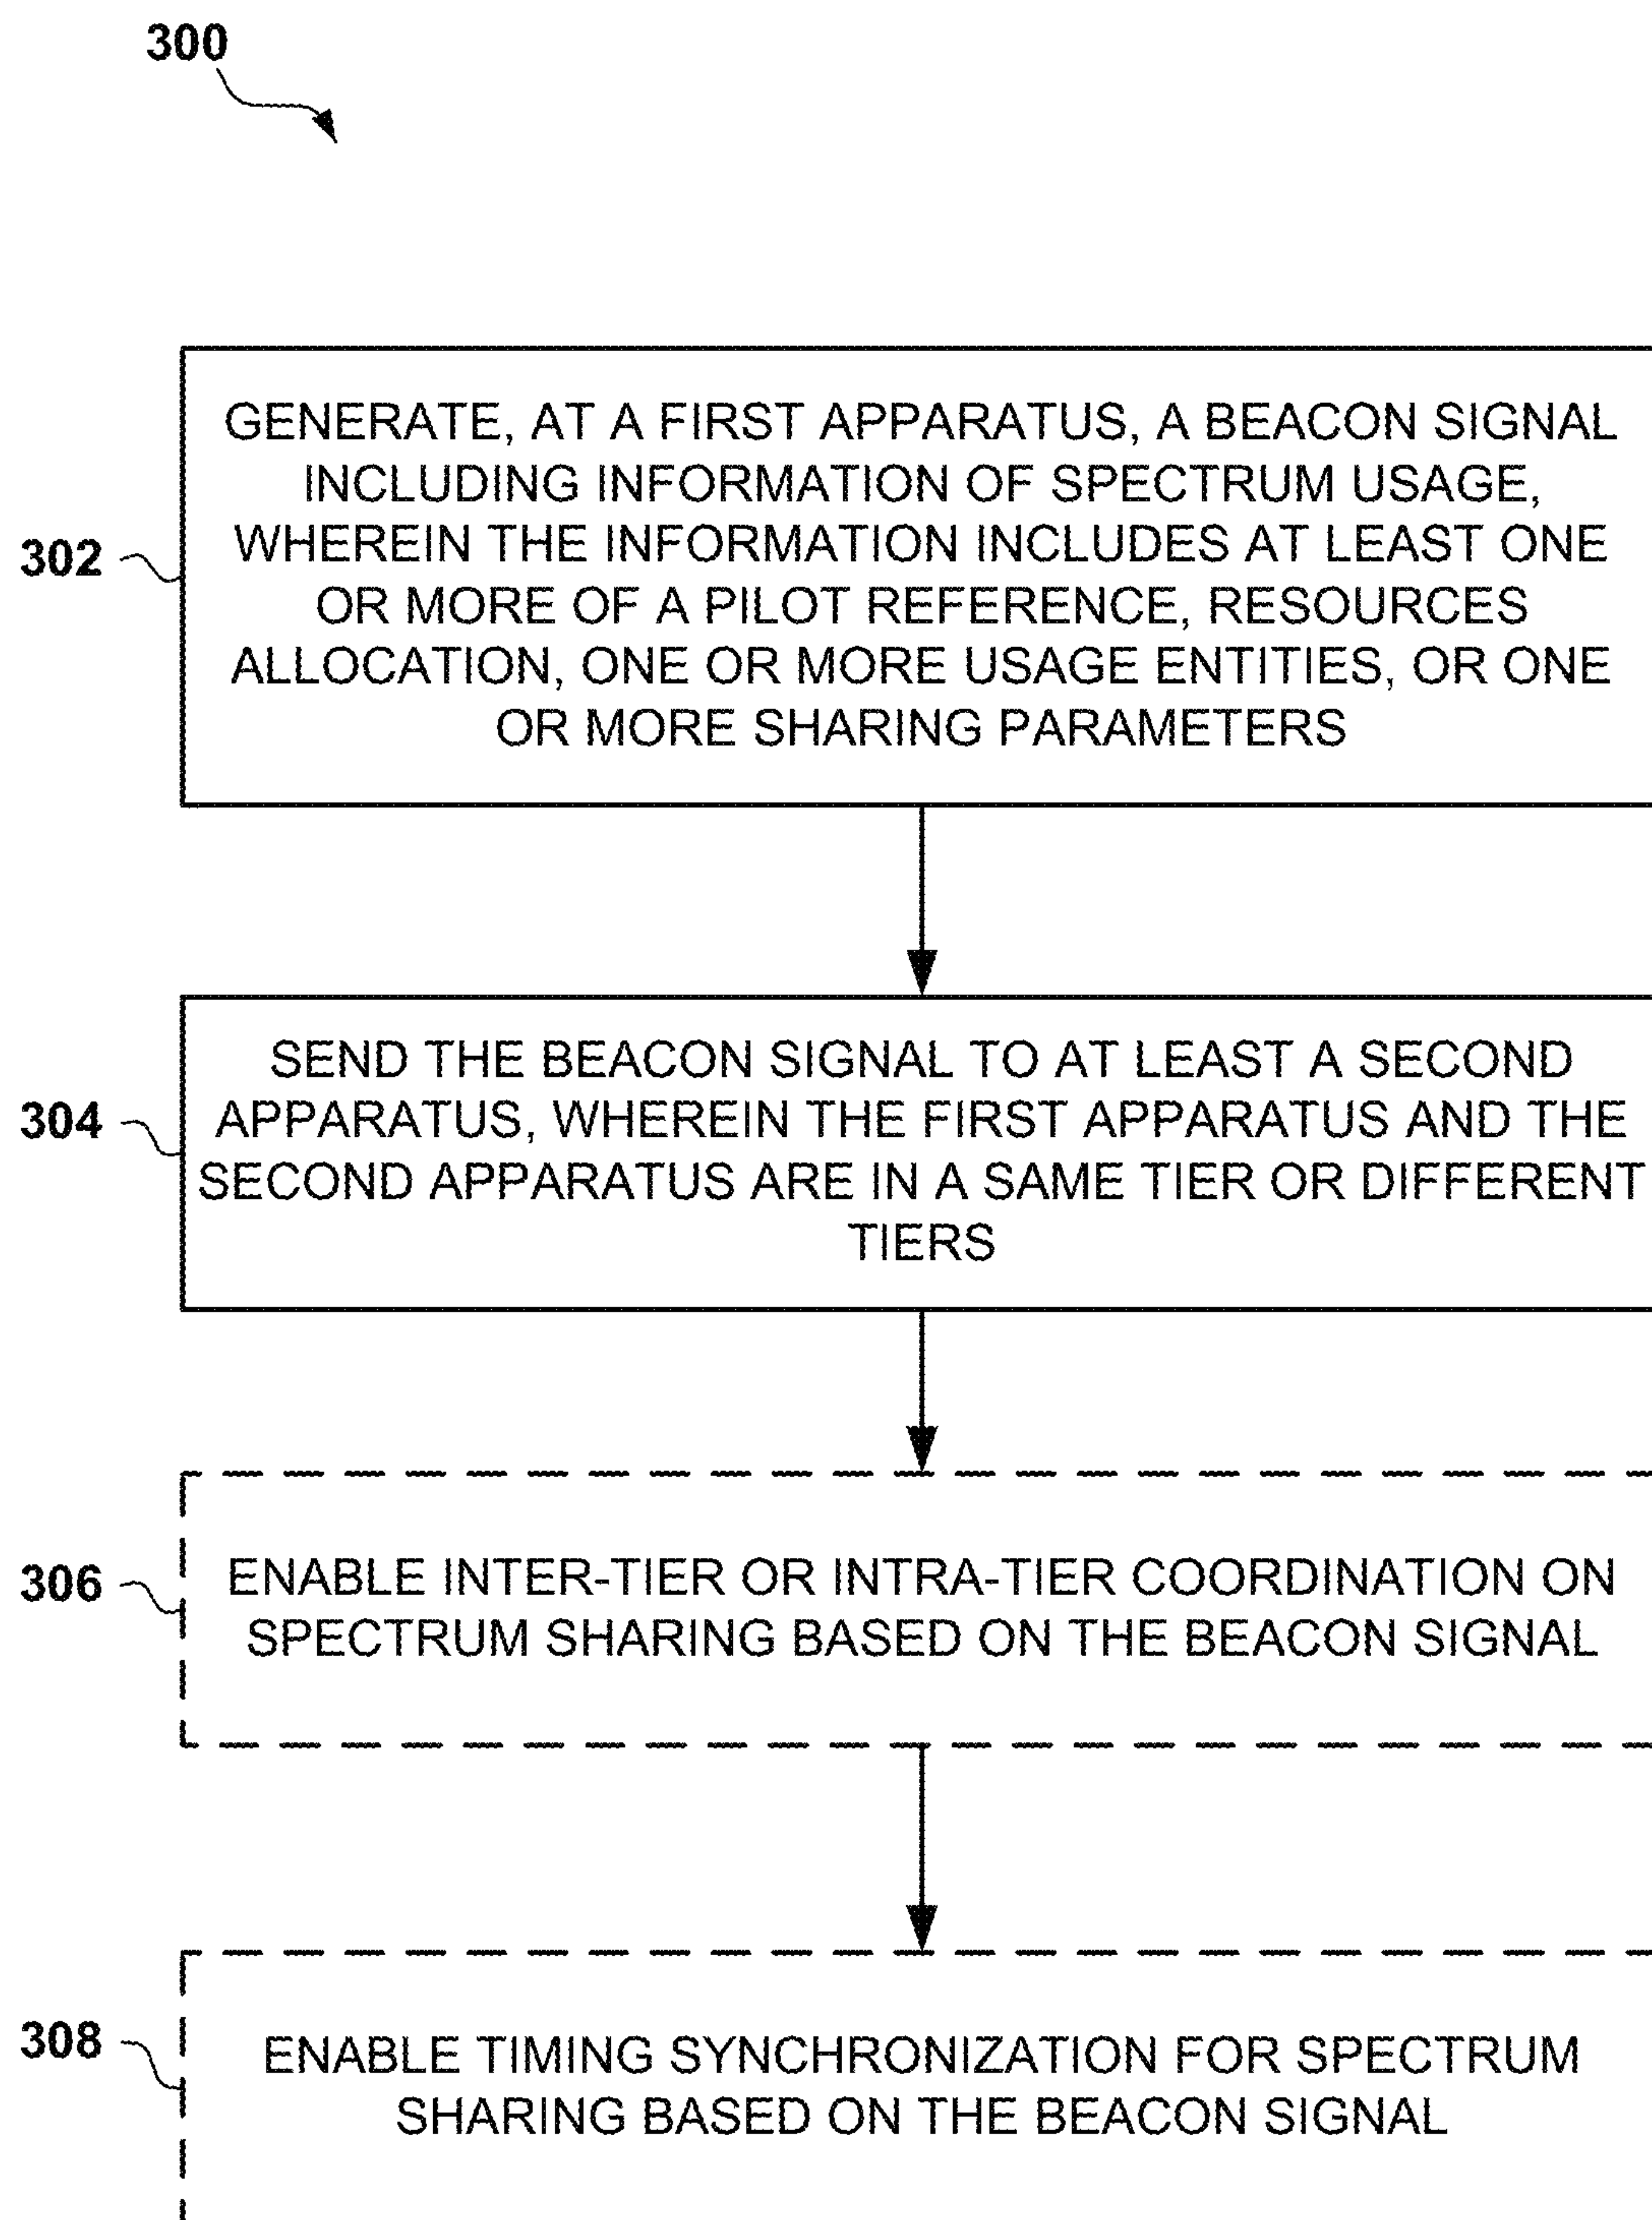 300
302
GENERATE, AT A FIRST APPARATUS, A BEACON SIGNAL
INCLUDING INFORMATION OF SPECTRUM USAGE,
WHEREIN THE INFORMATION INCLUDES AT LEAST ONE
OR MORE OF A PILOT REFERENCE, RESOURCES
ALLOCATION, ONE OR MORE USAGE ENTITIES, OR ONE
OR MORE SHARING PARAMETERS
304
SEND THE BEACON SIGNAL TO AT LEAST A SECOND
APPARATUS, WHEREIN THE FIRST APPARATUS AND THE
SECOND APPARATUS ARE IN A SAME TIER OR DIFFERENT
TIERS
306
ENABLE INTER-TIER OR INTRA-TIER COORDINATION ON
SPECTRUM SHARING BASED ON THE BEACON SIGNAL
308
ENABLE TIMING SYNCHRONIZATION FOR SPECTRUM
SHARING BASED ON THE BEACON SIGNAL